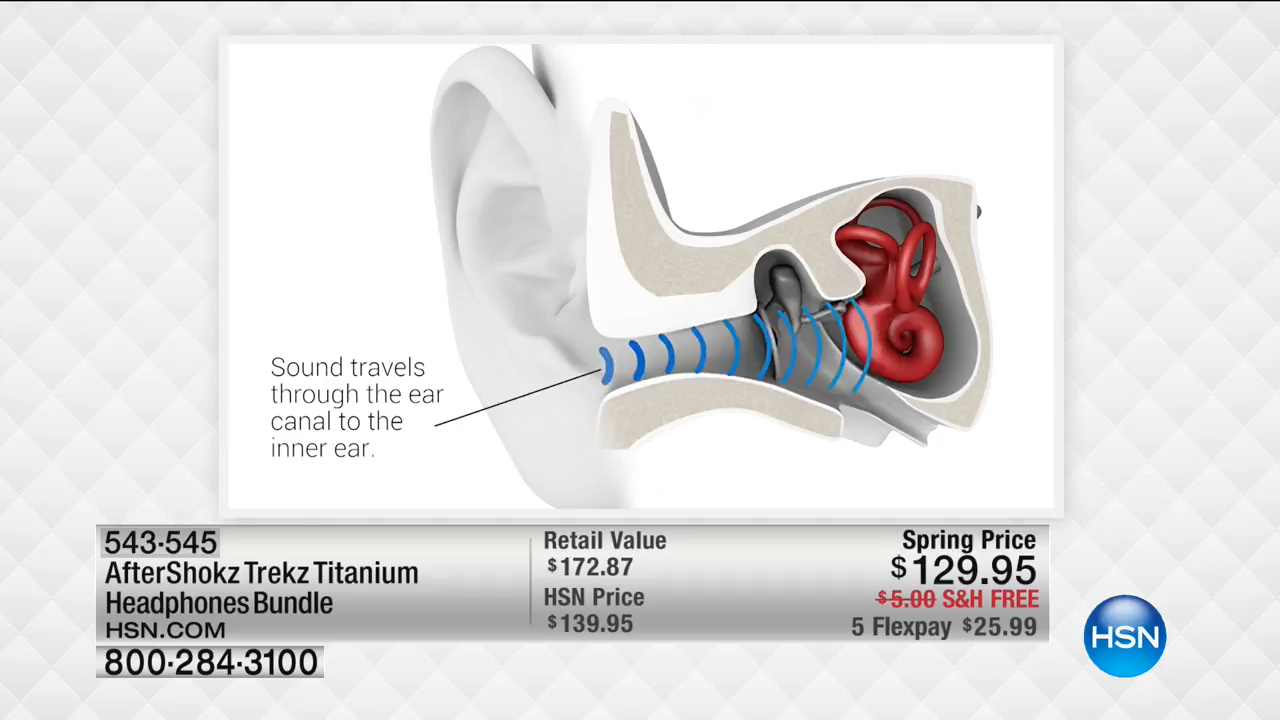 Sound travels
through the ear
canal to the
inner ear.
543-545
AfterShokz Trekz Titanium
Headphones Bundle
HSN.COM
800-284-3100
Retail Value
$172.87
HSN Price
$139.95
Spring Price
$129.95
$5.00 S&H FREE
5 Flexpay $25.99
HSN